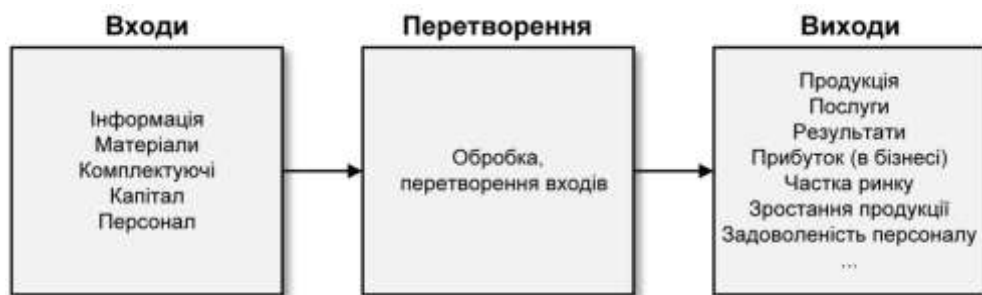 Входи
Інформація
Матеріали
Комплектуючі
Капітал
Персонал
Перетворення
Обробка,
перетворення входів
Виходи
Продукція
Послуги
Результати
Прибуток (в бізнесі)
Частка ринку
Зростання продукції
Задоволеність персоналу
...